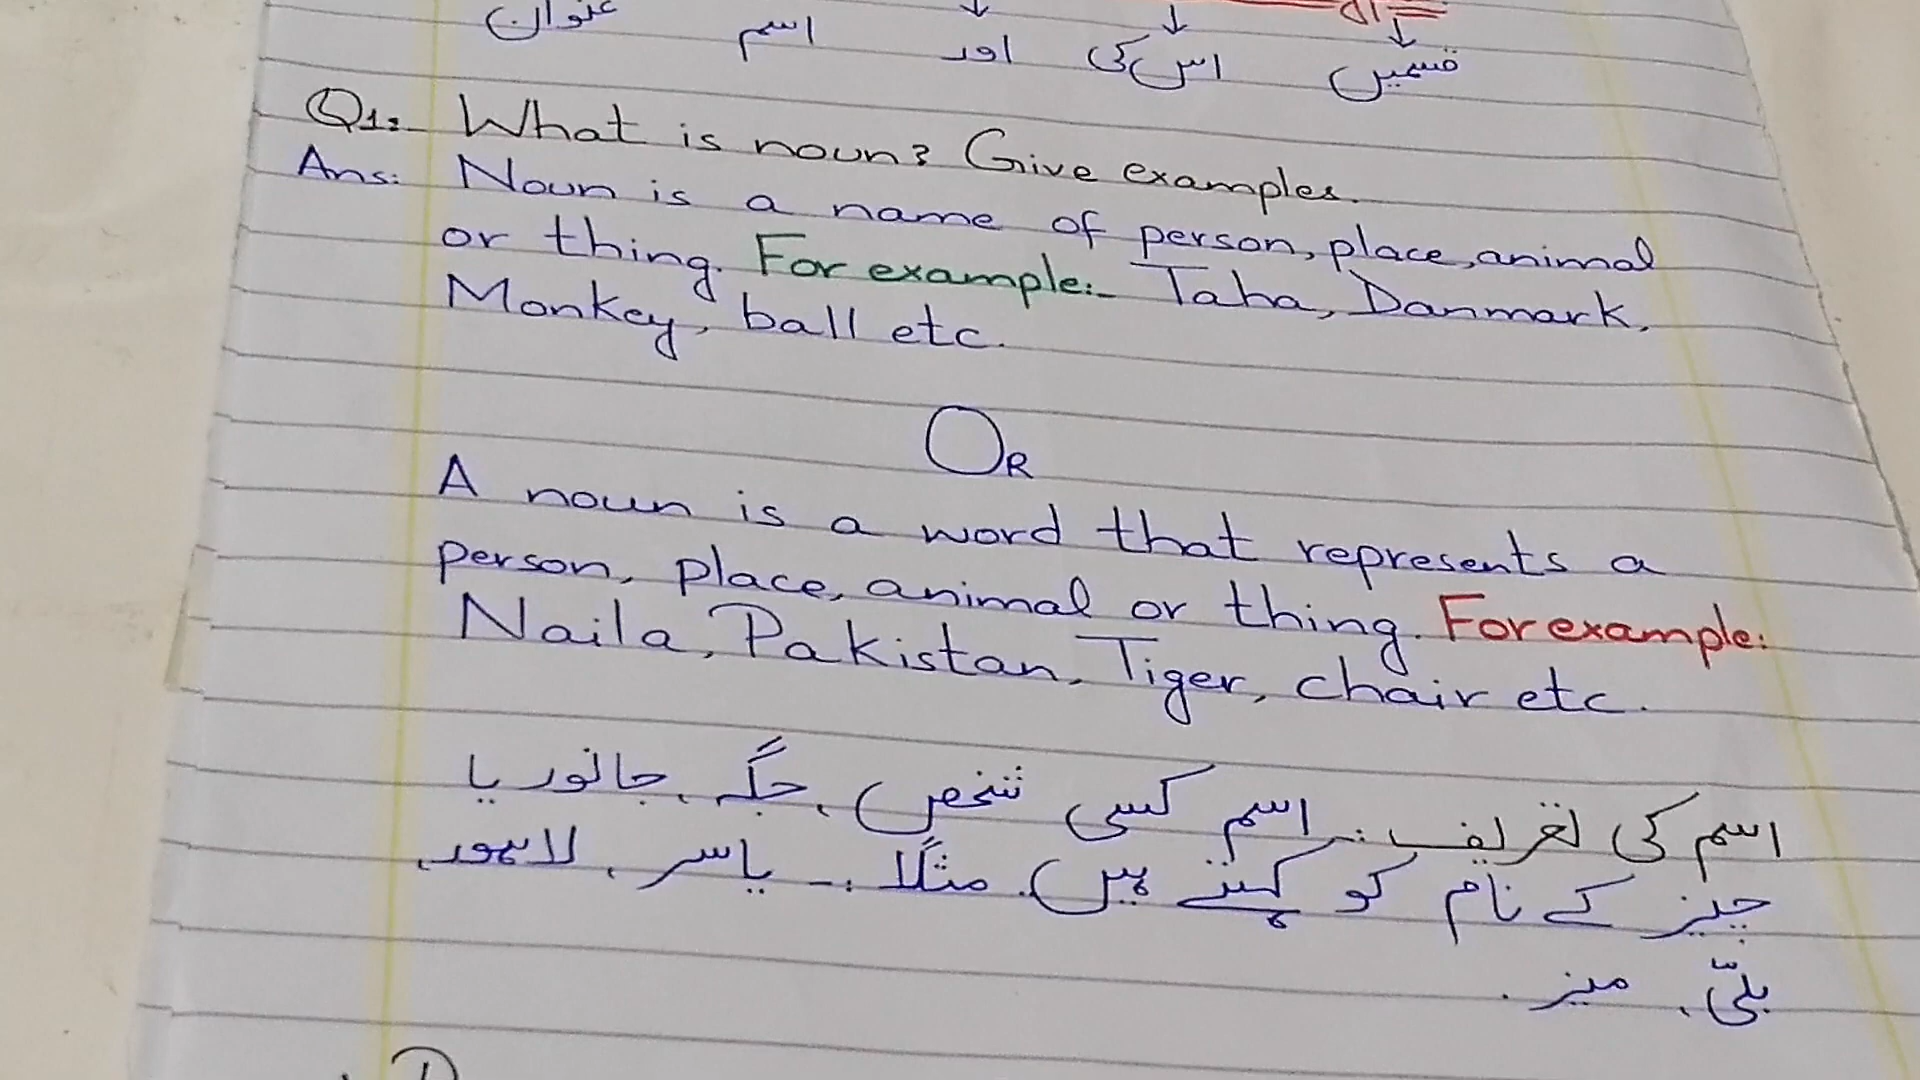 عنوان اسم اور اس کی قسمیں
Q1:- What is noun? Give examples.
Ans: Noun is a name of person, place, animal
or thing. For example:- Taha, Danmark,
Monkey, ball etc.
OR
A noun is a word that represents a
person, place, animal or thing. For example:
Naila, Pakistan, Tiger, chair etc.
اسم کی تعریف:۔ اسم کسی شخص، جگہ، جانور یا
چیز کے نام کو کہتے ہیں۔ مثلاً:۔ یاسر، لاہور،
بلّی، میز۔